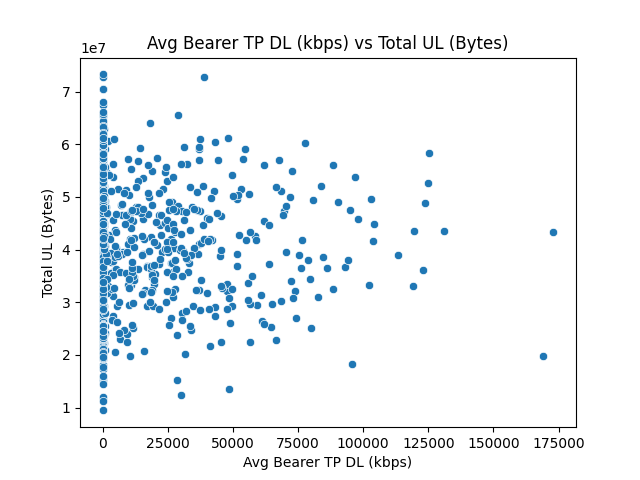 Avg Bearer TP DL (kbps) vs Total UL (Bytes)
1e7
7
6
5
4
3
2
1
Total UL (Bytes)
0 25000 50000 75000 100000 125000 150000 175000
Avg Bearer TP DL (kbps)